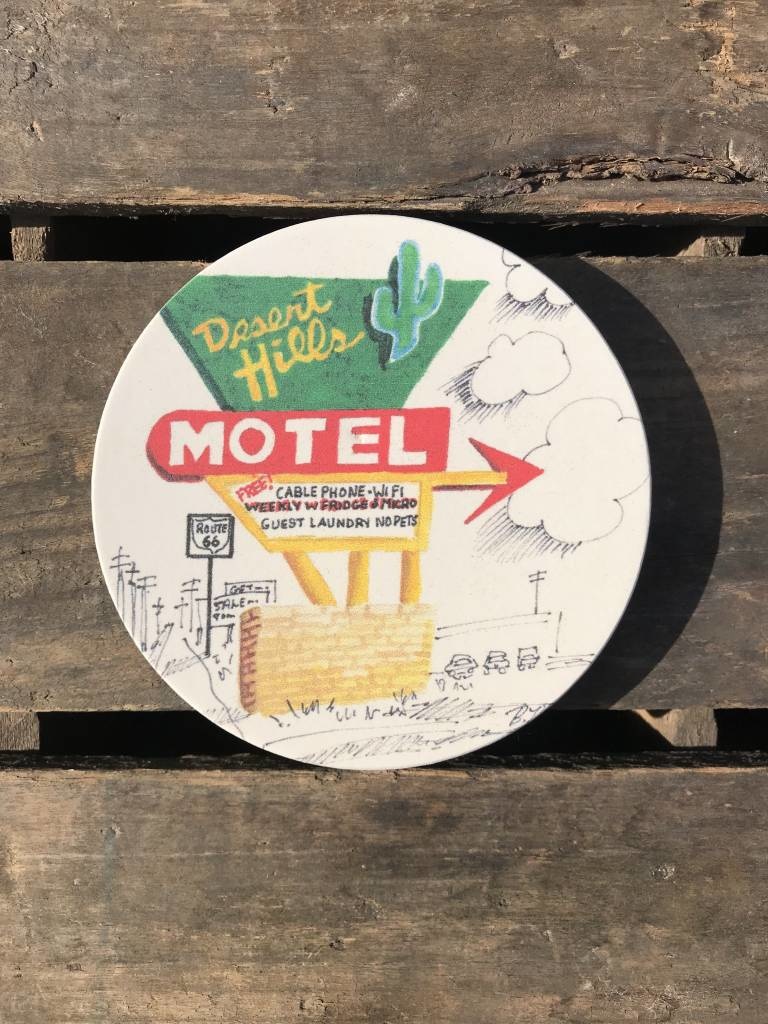 Desert
Hills
MOTEL
FREE!
CABLE PHONE-WIFI
WEEKLY W FRIDGE & MICRO
GUEST LAUNDRY NO PETS
ROUTE
66